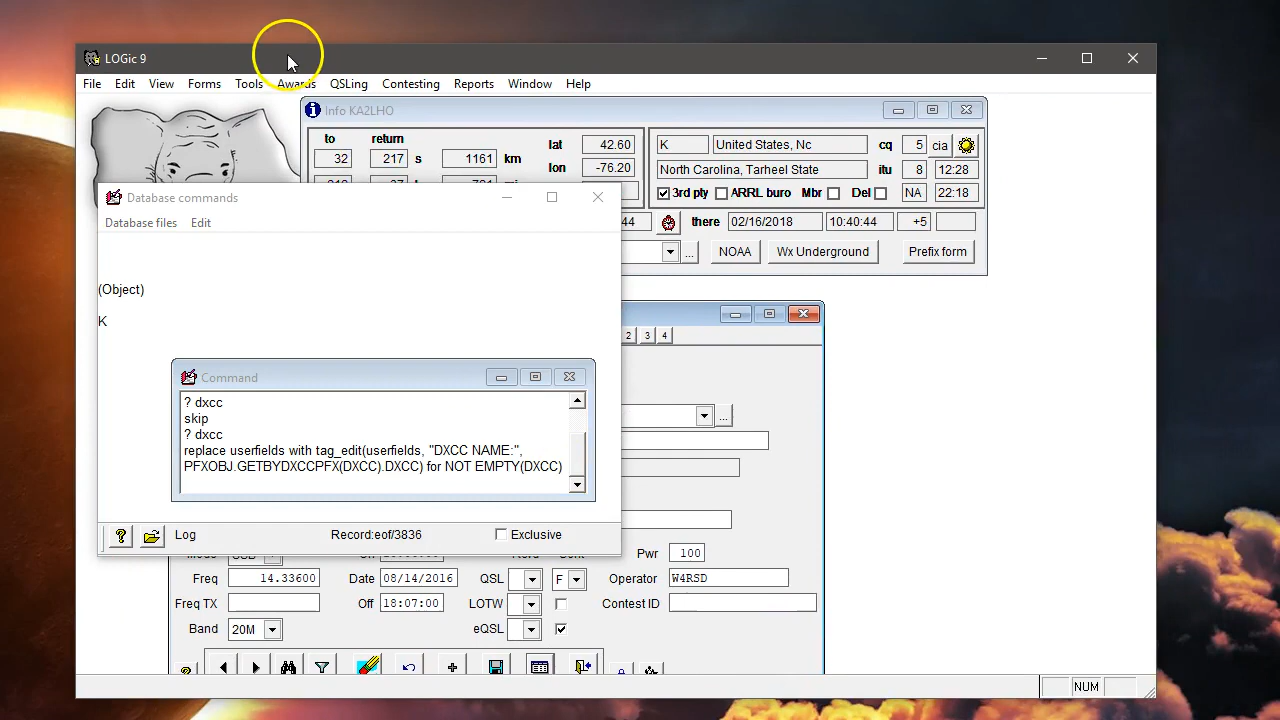 LOGic 9
File Edit View Forms Tools Awards QSLing Contesting Reports Window Help
Info KA2LHO
to return lat 42.60 K United States, Nc cq 5 cia
32 217 s 1161 km lon -76.20 North Carolina, Tarheel State itu 8 12:28
3rd pty ARRL buro Mbr Del NA 22:18
44 there 02/16/2018 10:40:44 +5
... NOAA Wx Underground Prefix form
Database commands
Database files Edit
(Object)
K
2 3 4
...
Command
? dxcc
skip
? dxcc
replace userfields with tag_edit(userfields, "DXCC NAME:",
PFXOBJ.GETBYDXCCPFX(DXCC).DXCC) for NOT EMPTY(DXCC)
Log Record:eof/3836 Exclusive
Pwr 100
Freq 14.33600 Date 08/14/2016 QSL F Operator W4RSD
Freq TX Off 18:07:00 LOTW Contest ID
Band 20M eQSL
NUM